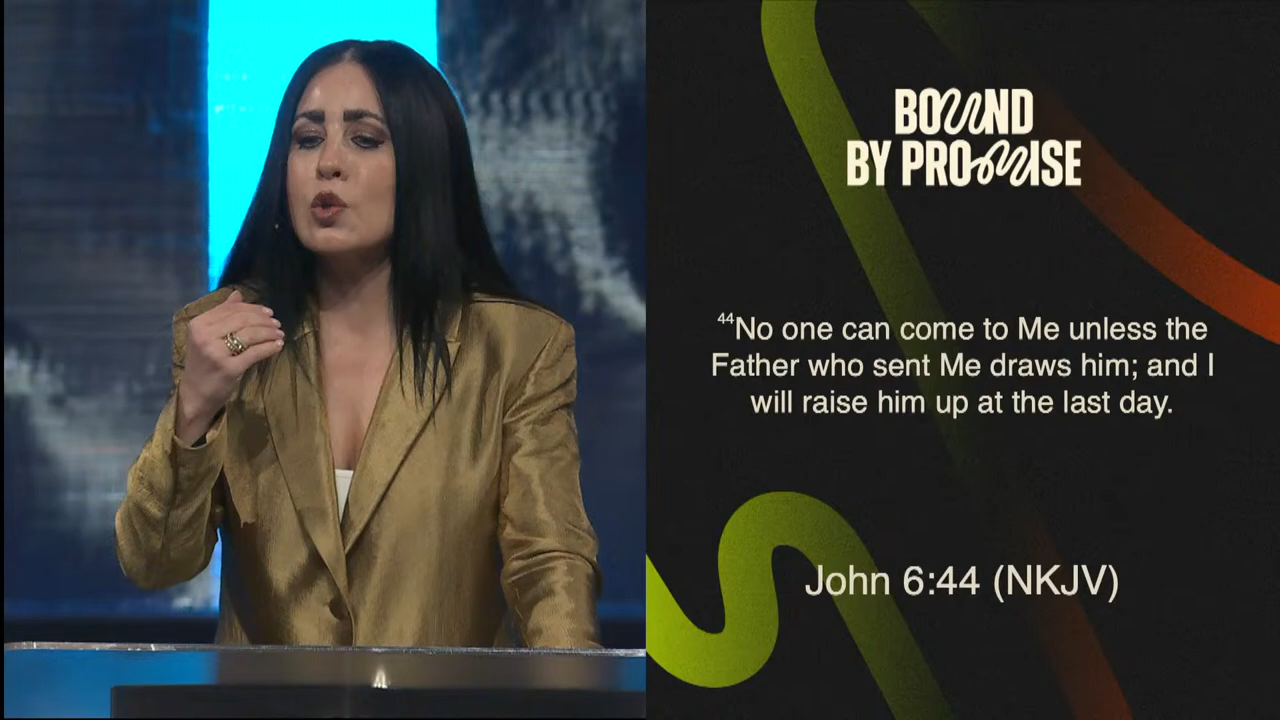 BOUND
BY PROMISE
44No one can come to Me unless the
Father who sent Me draws him; and I
will raise him up at the last day.
John 6:44 (NKJV)